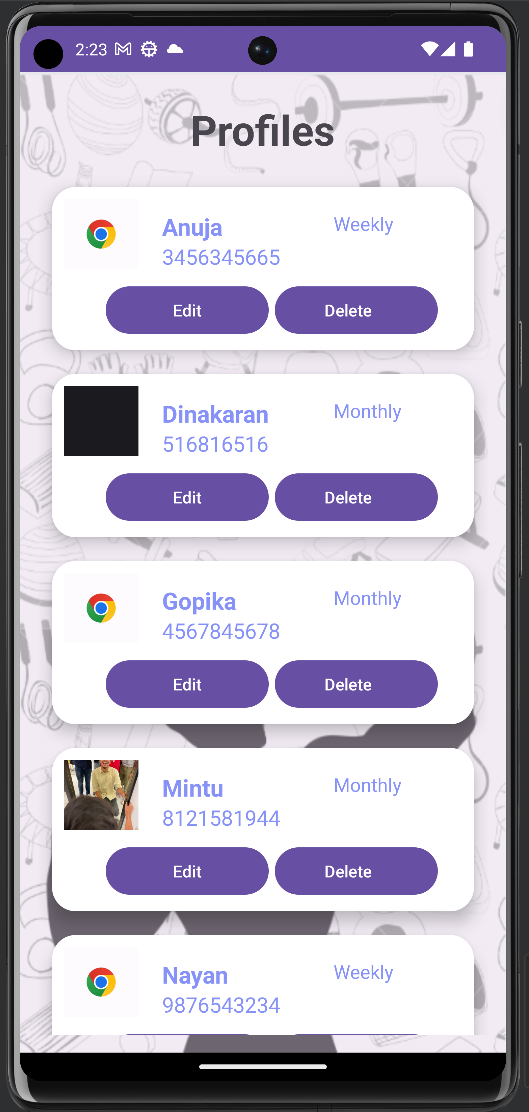 2:23
Profiles
Anuja Weekly
3456345665
Edit Delete
Dinakaran Monthly
516816516
Edit Delete
Gopika Monthly
4567845678
Edit Delete
Mintu Monthly
8121581944
Edit Delete
Nayan Weekly
9876543234